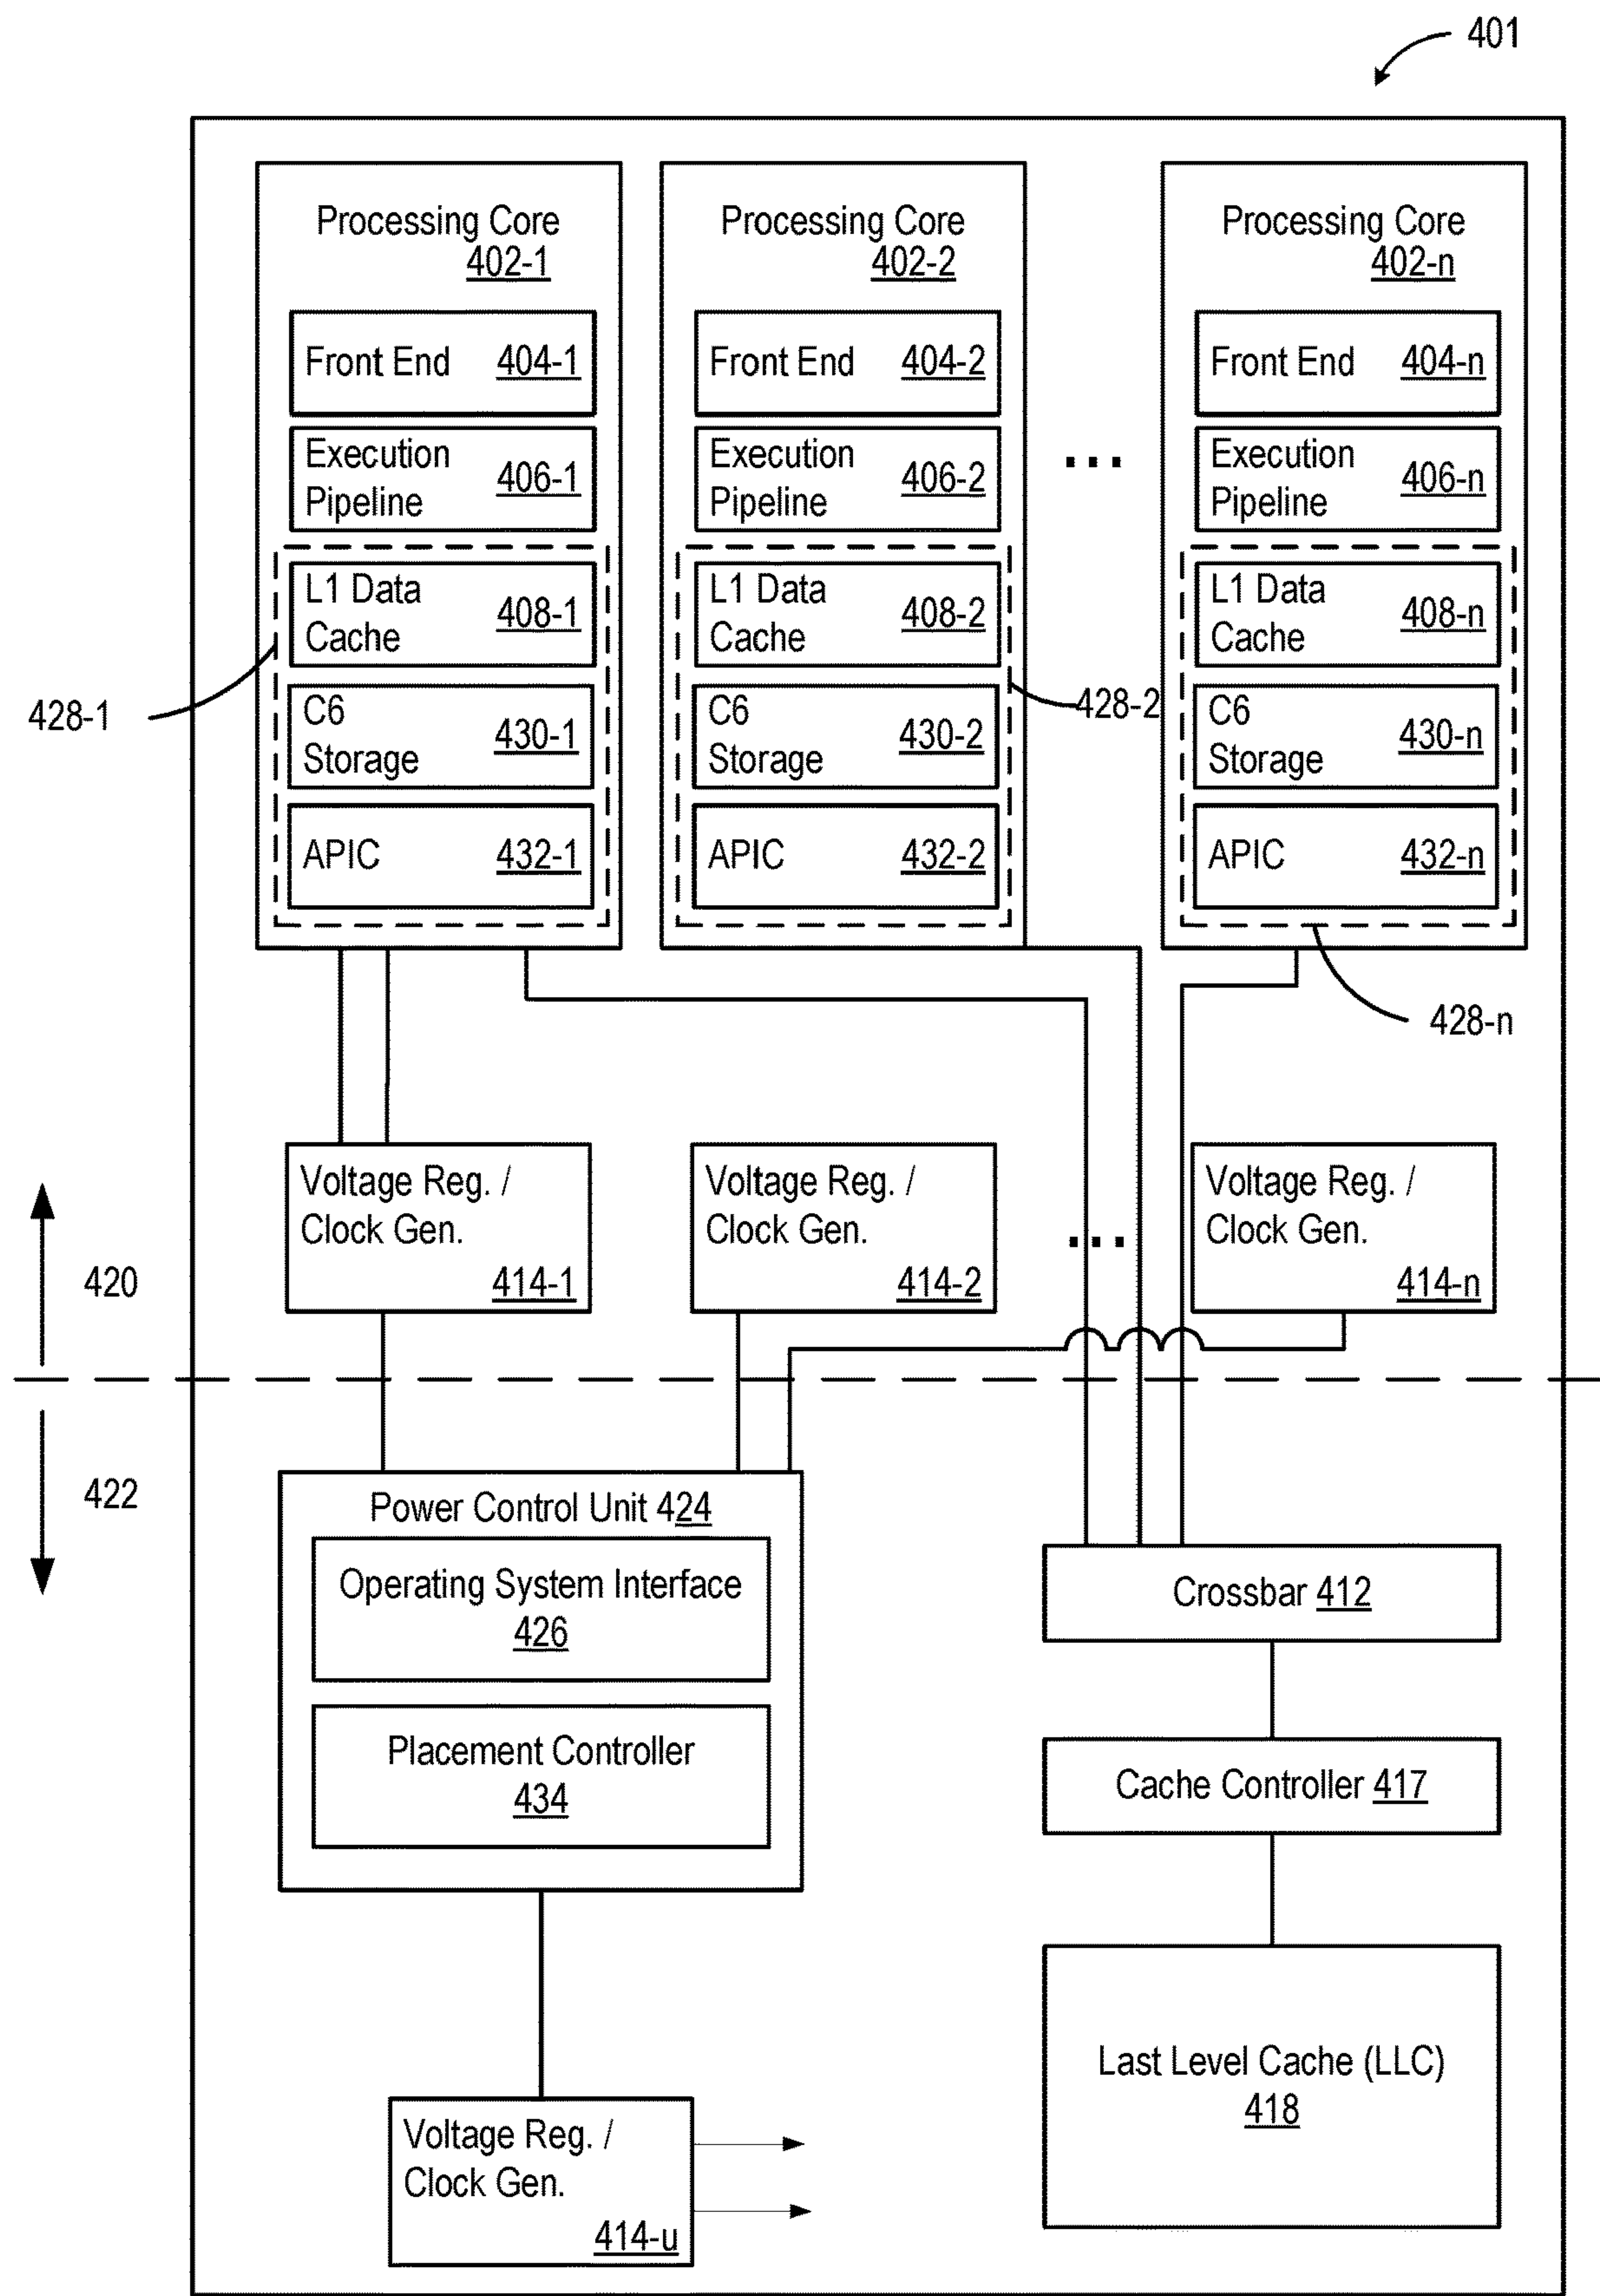 401
Processing Core
402-1
Front End 404-1
Execution
Pipeline 406-1
L1 Data
Cache 408-1
C6
Storage 430-1
APIC 432-1
428-1
Processing Core
402-2
Front End 404-2
Execution
Pipeline 406-2
L1 Data
Cache 408-2
C6
Storage 430-2
APIC 432-2
428-2
...
Processing Core
402-n
Front End 404-n
Execution
Pipeline 406-n
L1 Data
Cache 408-n
C6
Storage 430-n
APIC 432-n
428-n
Voltage Reg. /
Clock Gen.
414-1
Voltage Reg. /
Clock Gen.
414-2
...
Voltage Reg. /
Clock Gen.
414-n
420
422
Power Control Unit 424
Operating System Interface
426
Placement Controller
434
Crossbar 412
Cache Controller 417
Last Level Cache (LLC)
418
Voltage Reg. /
Clock Gen.
414-u